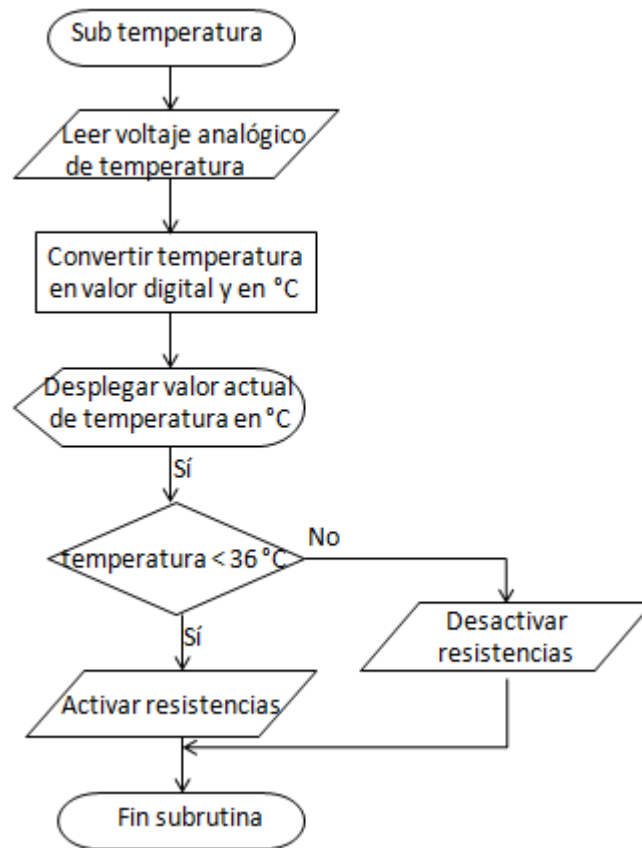 Sub temperatura
Leer voltaje analógico
de temperatura
Convertir temperatura
en valor digital y en °C
Desplegar valor actual
de temperatura en °C
Sí
temperatura < 36 °C
No
Desactivar
resistencias
Sí
Activar resistencias
Fin subrutina